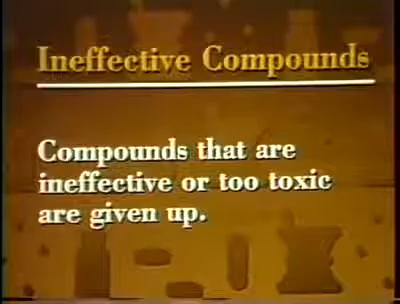 Ineffective Compounds
Compounds that are
ineffective or too toxic
are given up.